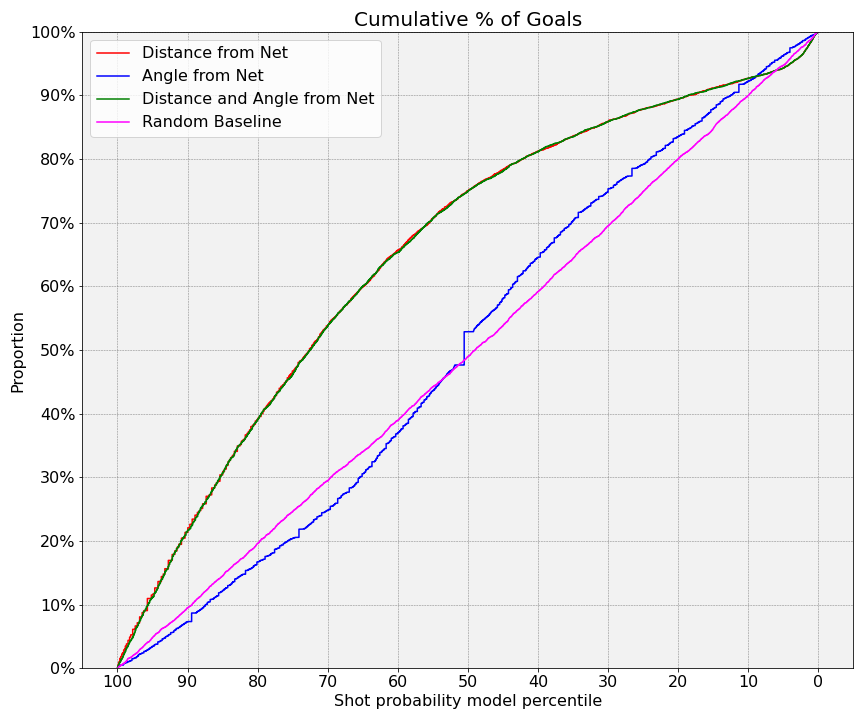 Cumulative % of Goals
100%
90%
80%
70%
60%
50%
40%
30%
20%
10%
0%
Proportion
Distance from Net
Angle from Net
Distance and Angle from Net
Random Baseline
100 90 80 70 60 50 40 30 20 10 0
Shot probability model percentile